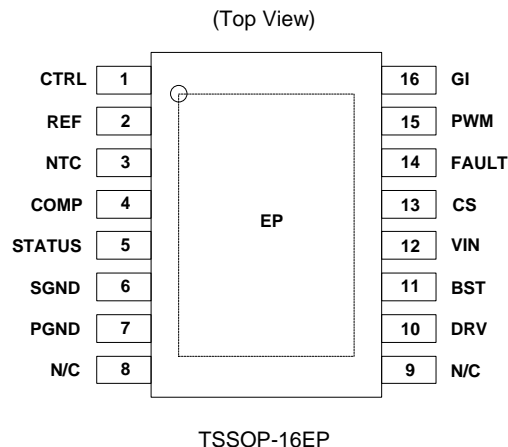 (Top View)
CTRL 1 16 GI
REF 2 15 PWM
NTC 3 14 FAULT
COMP 4 13 CS
EP
STATUS 5 12 VIN
SGND 6 11 BST
PGND 7 10 DRV
N/C 8 9 N/C
TSSOP-16EP